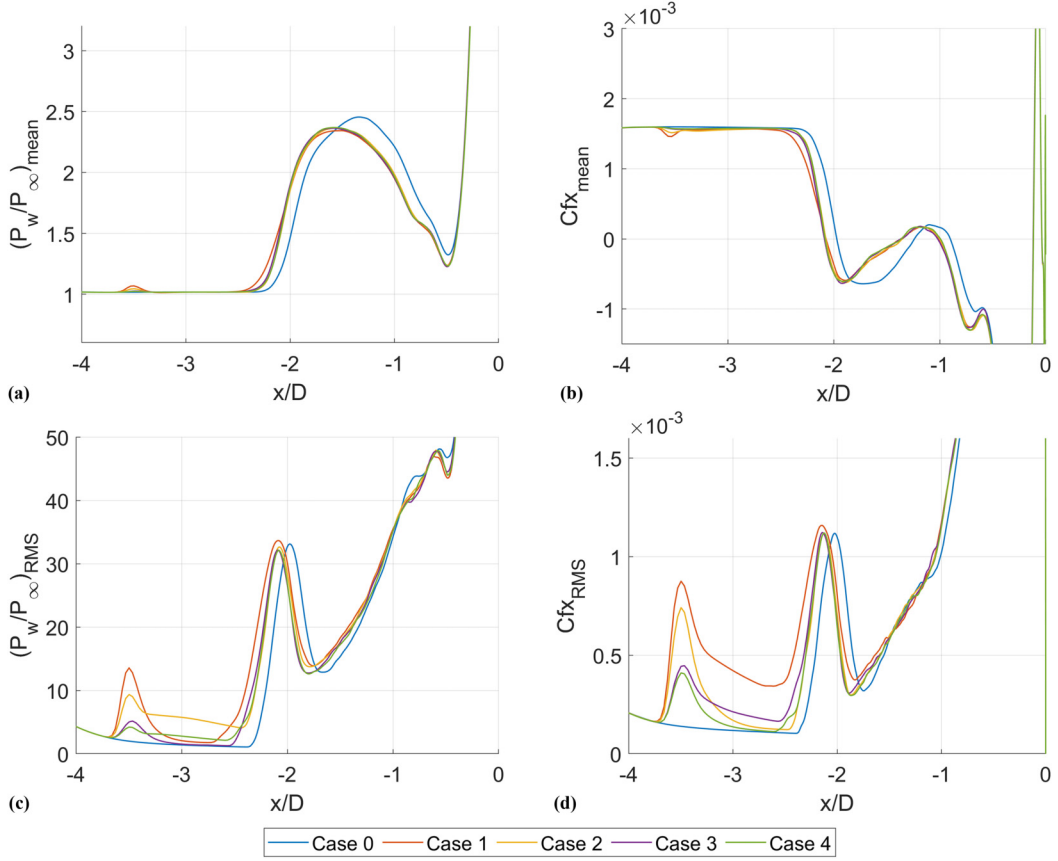 3
2.5
2
1.5
1
(P_w/P_∞)_mean
-4 -3 -2 -1 0
x/D
(a)
×10^-3
3
2
1
0
-1
Cfx_mean
-4 -3 -2 -1 0
x/D
(b)
50
40
30
20
10
0
(P_w/P_∞)_RMS
-4 -3 -2 -1 0
x/D
(c)
×10^-3
1.5
1
0.5
0
Cfx_RMS
-4 -3 -2 -1 0
x/D
(d)
Case 0 Case 1 Case 2 Case 3 Case 4